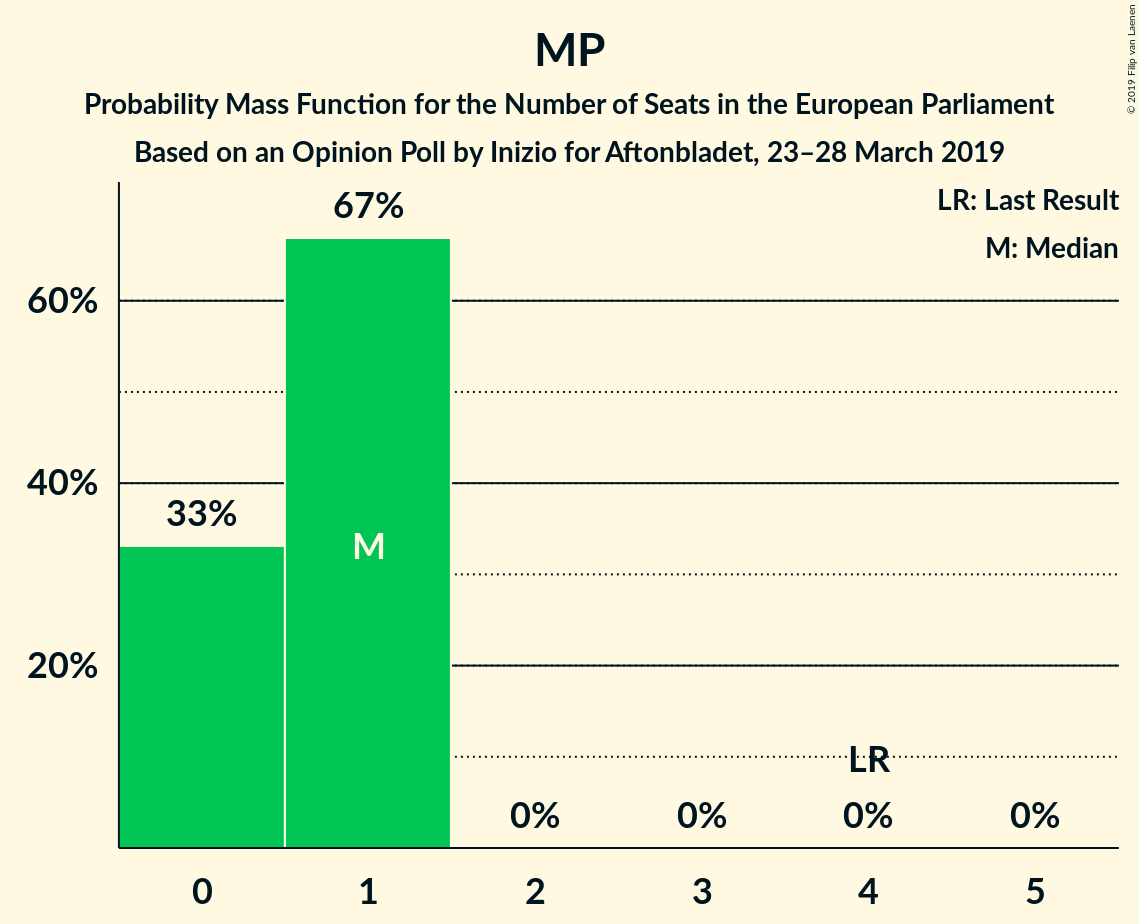 MP
Probability Mass Function for the Number of Seats in the European Parliament
Based on an Opinion Poll by Inizio for Aftonbladet, 23–28 March 2019
© 2019 Filip van Laenen
LR: Last Result
M: Median
67%
60%
40%
33%
M
20%
LR
0% 0% 0% 0%
0 1 2 3 4 5